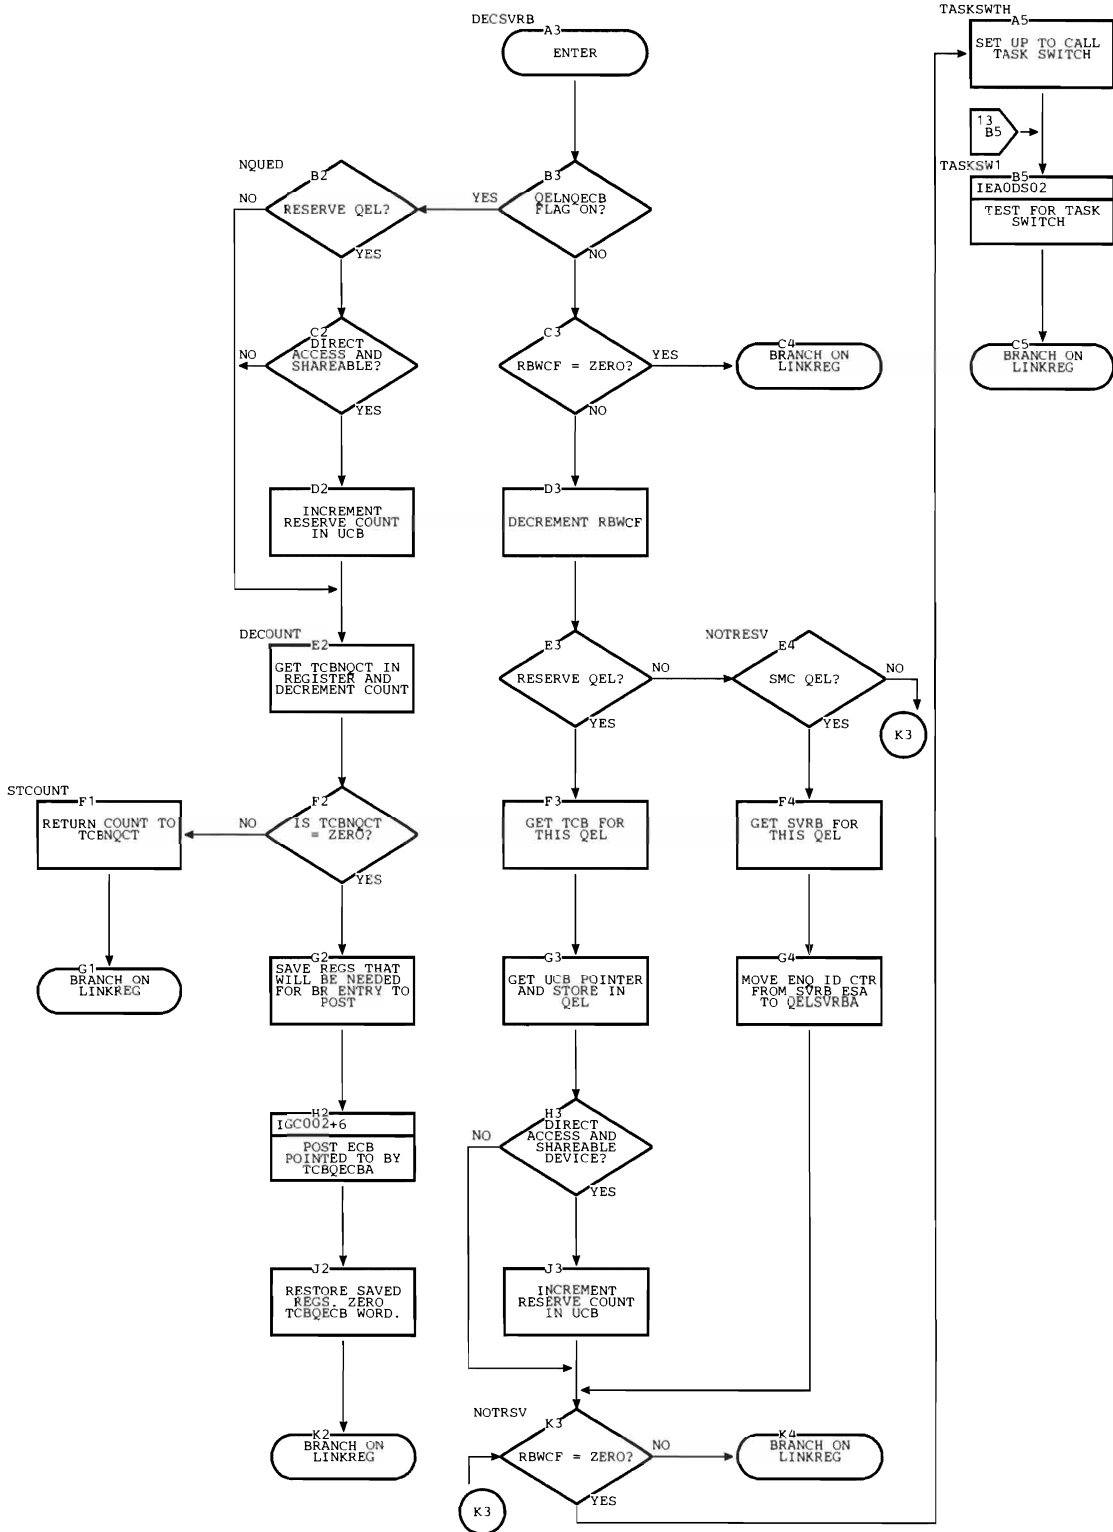 DECSVRB
A3
ENTER
TASKSWTH
A5
SET UP TO CALL
TASK SWITCH
13
B5
TASKSW1
B5
IEA0DS02
TEST FOR TASK
SWITCH
C5
BRANCH ON
LINKREG
NQUED
B2
RESERVE QEL?
NO
YES
B3
QELNQECB
FLAG ON?
YES
NO
C2
DIRECT
ACCESS AND
SHAREABLE?
NO
YES
C3
RBWCF = ZERO?
YES
NO
C4
BRANCH ON
LINKREG
D2
INCREMENT
RESERVE COUNT
IN UCB
D3
DECREMENT RBWCF
DECOUNT
E2
GET TCBNQCT IN
REGISTER AND
DECREMENT COUNT
E3
RESERVE QEL?
NO
YES
NOTRESV
E4
SMC QEL?
NO
YES
K3
STCOUNT
F1
RETURN COUNT TO
TCBNQCT
F2
IS TCBNQCT
= ZERO?
NO
YES
F3
GET TCB FOR
THIS QEL
F4
GET SVRB FOR
THIS QEL
G1
BRANCH ON
LINKREG
G2
SAVE REGS THAT
WILL BE NEEDED
FOR BR ENTRY TO
POST
G3
GET UCB POINTER
AND STORE IN
QEL
G4
MOVE ENQ ID CTR
FROM SVRB ESA
TO QELSVRBA
H2
IGC002+6
POST ECB
POINTED TO BY
TCBQECBA
H3
DIRECT
ACCESS AND
SHAREABLE
DEVICE?
NO
YES
J2
RESTORE SAVED
REGS. ZERO
TCBQECB WORD.
J3
INCREMENT
RESERVE COUNT
IN UCB
K2
BRANCH ON
LINKREG
NOTRSV
K3
RBWCF = ZERO?
NO
YES
K4
BRANCH ON
LINKREG
K3